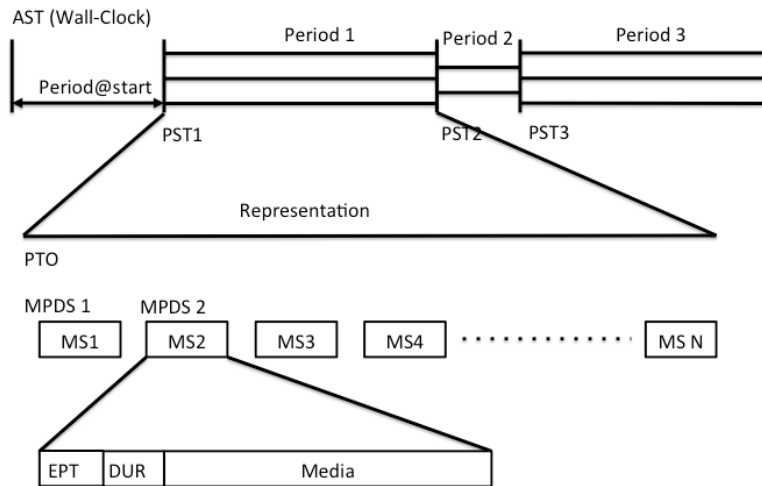 AST (Wall-Clock)
Period 1
Period 2
Period 3
Period@start
PST1
PST2
PST3
Representation
PTO
MPDS 1
MPDS 2
MS1
MS2
MS3
MS4
MS N
EPT
DUR
Media